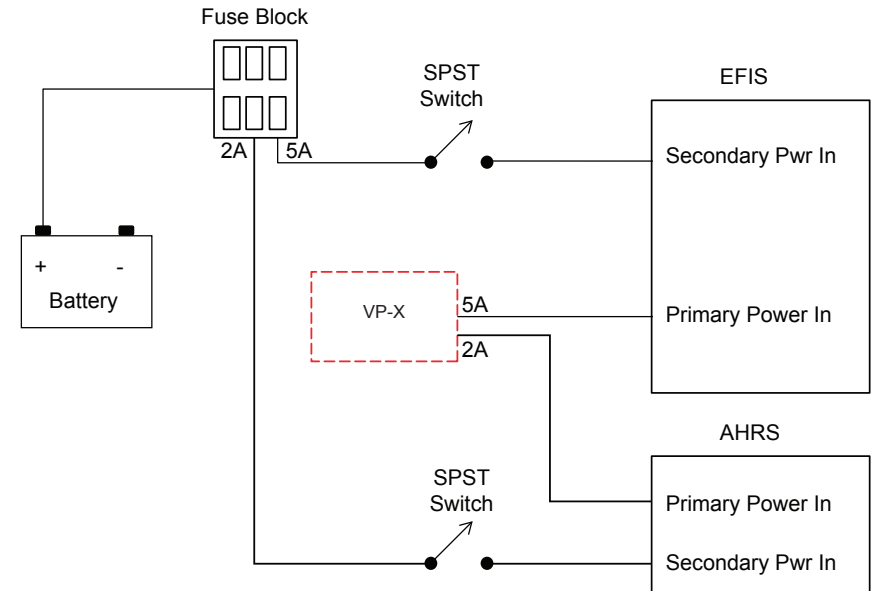 Fuse Block
SPST
Switch
EFIS
2A
5A
Secondary Pwr In
+
-
Battery
VP-X
5A
2A
Primary Power In
AHRS
SPST
Switch
Primary Power In
Secondary Pwr In